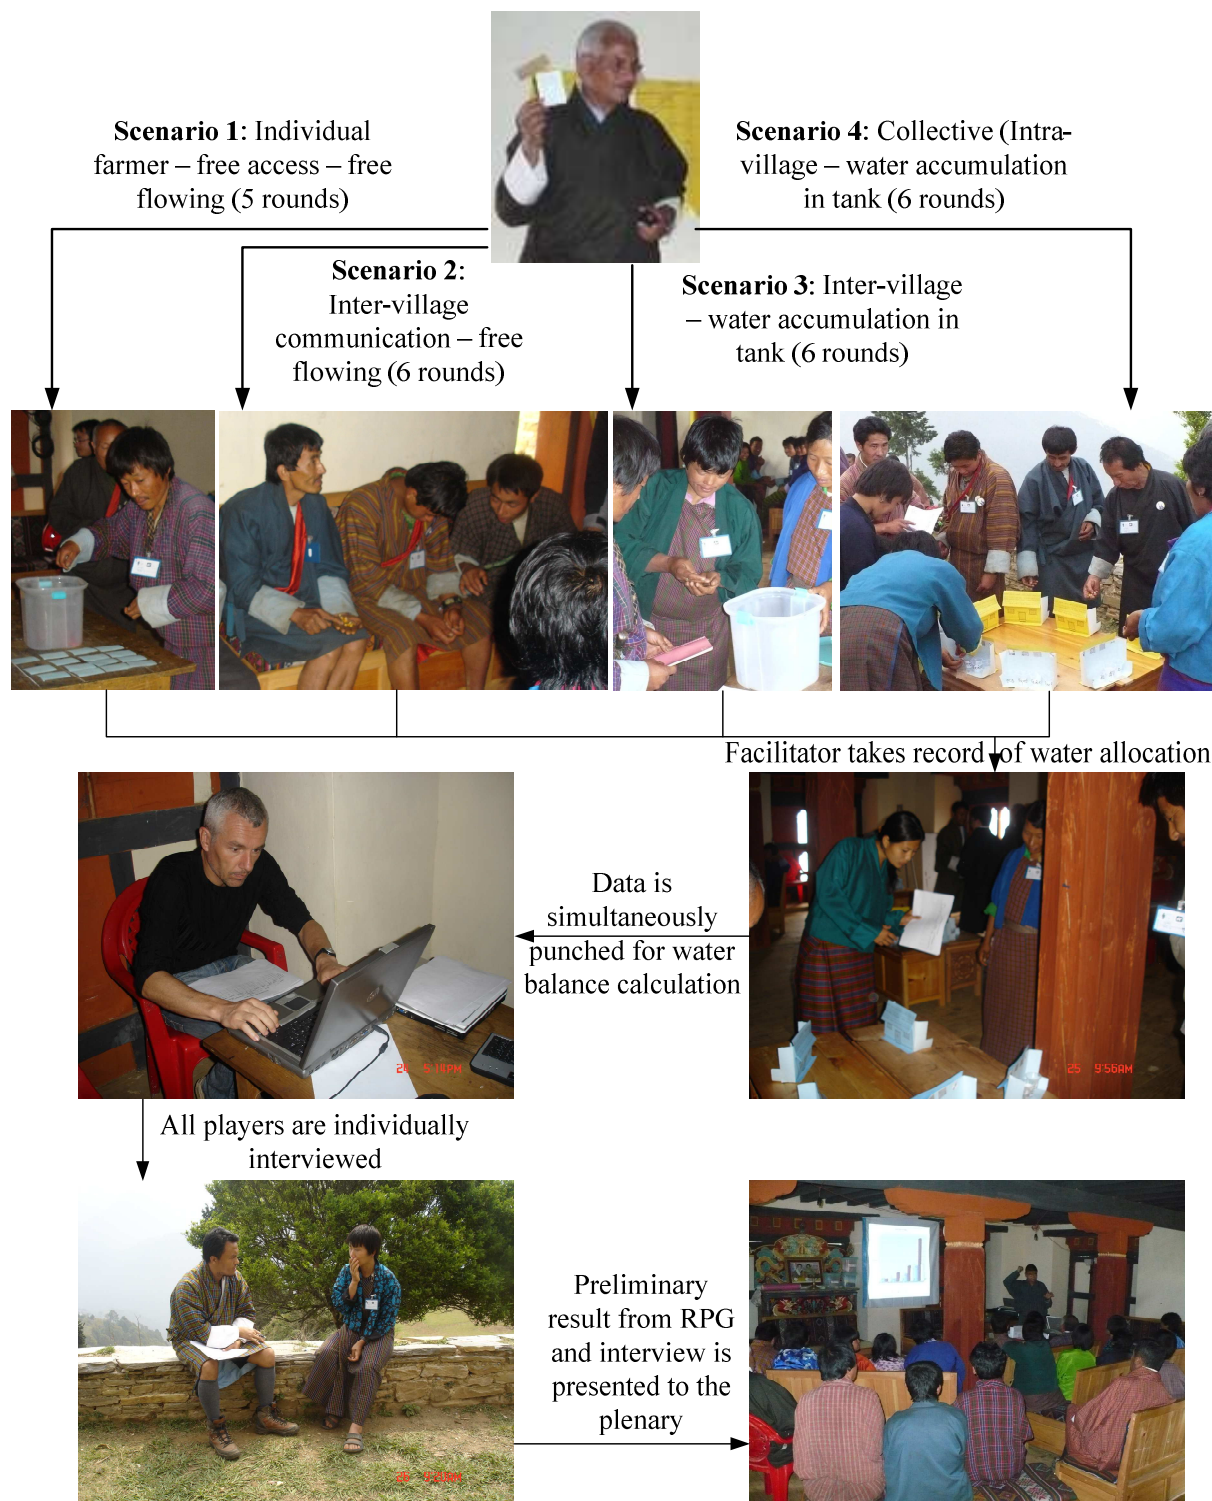 Scenario 1: Individual
farmer – free access – free
flowing (5 rounds)
Scenario 4: Collective (Intra-
village – water accumulation
in tank (6 rounds)
Scenario 2:
Inter-village
communication – free
flowing (6 rounds)
Scenario 3: Inter-village
– water accumulation in
tank (6 rounds)
Facilitator takes record of water allocation
Data is
simultaneously
punched for water
balance calculation
25 9:56AM
All players are individually
interviewed
Preliminary
result from RPG
and interview is
presented to the
plenary